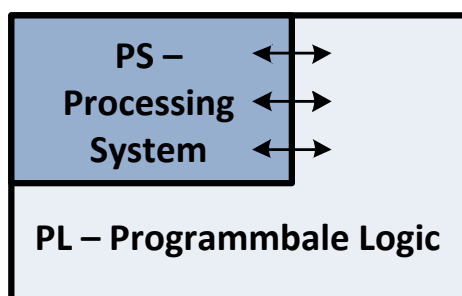 PS –
Processing
System
PL – Programmbale Logic